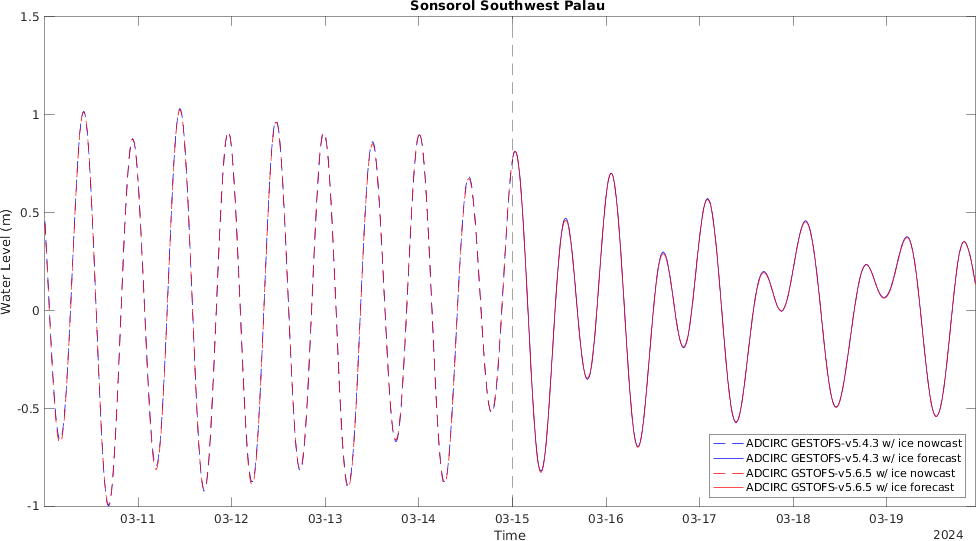 Sonsorol Southwest Palau
1.5
1
0.5
0
-0.5
-1
Water Level (m)
ADCIRC GESTOFS-v5.4.3 w/ ice nowcast
ADCIRC GESTOFS-v5.4.3 w/ ice forecast
ADCIRC GSTOFS-v5.6.5 w/ ice nowcast
ADCIRC GSTOFS-v5.6.5 w/ ice forecast
03-11 03-12 03-13 03-14 03-15 03-16 03-17 03-18 03-19
Time
2024